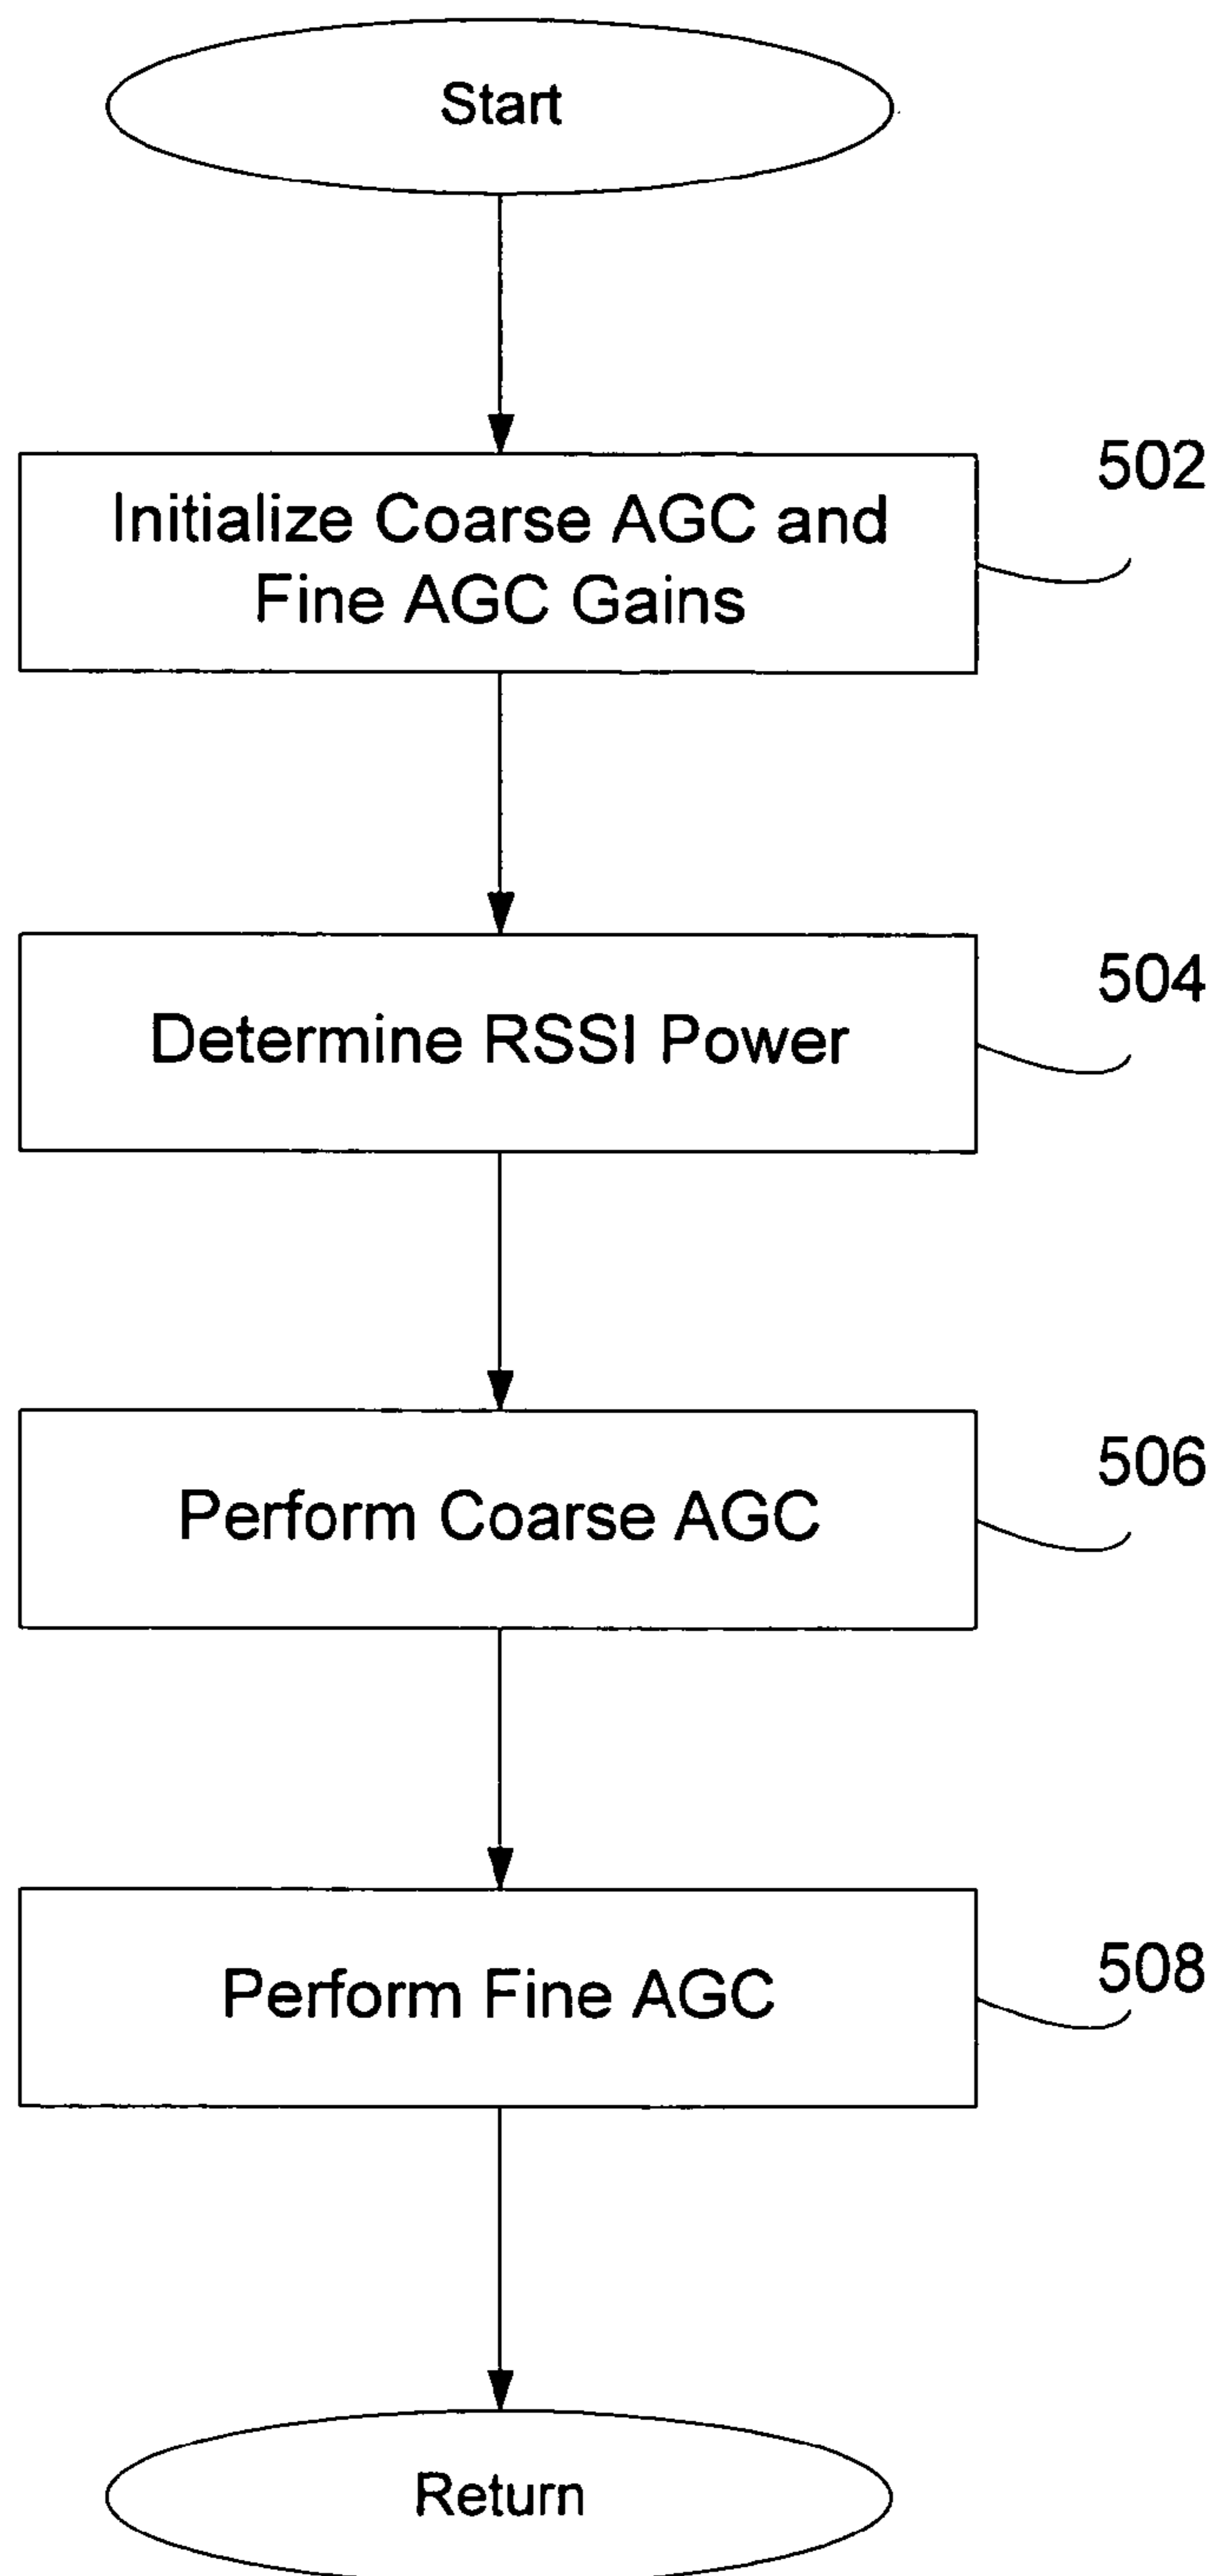 Start
502
Initialize Coarse AGC and
Fine AGC Gains
504
Determine RSSI Power
506
Perform Coarse AGC
508
Perform Fine AGC
Return